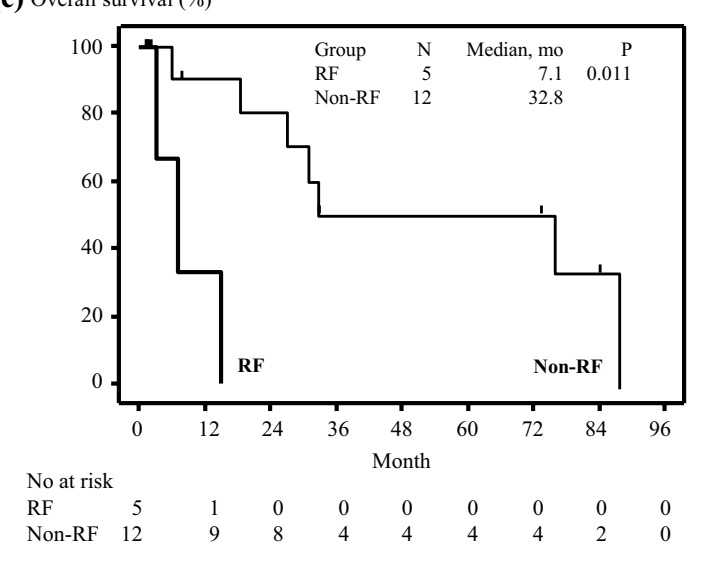 (c) Overall survival (%)
Group N Median, mo P
RF 5 7.1 0.011
Non-RF 12 32.8
100
80
60
40
20
0
RF Non-RF
0 12 24 36 48 60 72 84 96
Month
No at risk
RF 5 1 0 0 0 0 0 0 0
Non-RF 12 9 8 4 4 4 4 2 0